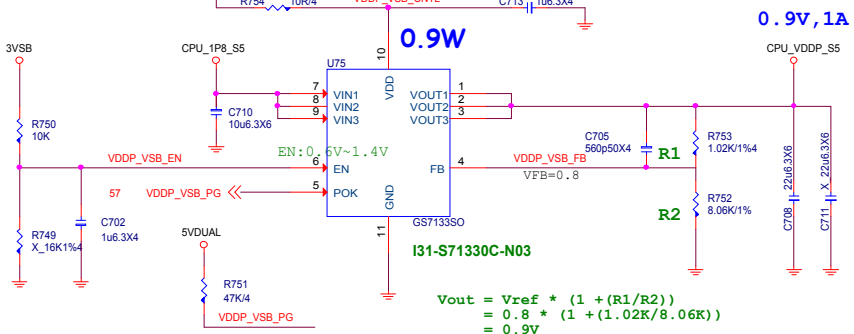 R754
10R/4
VDDP_VSB_CNTL
C713
1u6.3X4
0.9V,1A
0.9W
3VSB
CPU_1P8_S5
CPU_VDDP_S5
U75
10
VDD
7
VIN1
8
VIN2
9
VIN3
VOUT1
1
VOUT2
2
VOUT3
3
C710
10u6.3X6
R750
10K
C705
560p50X4
R1
R753
1.02K/1%4
EN:0.6V~1.4V
VDDP_VSB_EN
6
EN
FB
4
VDDP_VSB_FB
VFB=0.8
57
VDDP_VSB_PG
5
POK
GND
11
GS7133SO
R2
R752
8.06K/1%
C708
22u6.3X6
C711
X_22u6.3X6
C702
1u6.3X4
R749
X_16K1%4
5VDUAL
I31-S71330C-N03
R751
47K/4
VDDP_VSB_PG
Vout = Vref * (1 +(R1/R2))
= 0.8 * (1 +(1.02K/8.06K))
= 0.9V